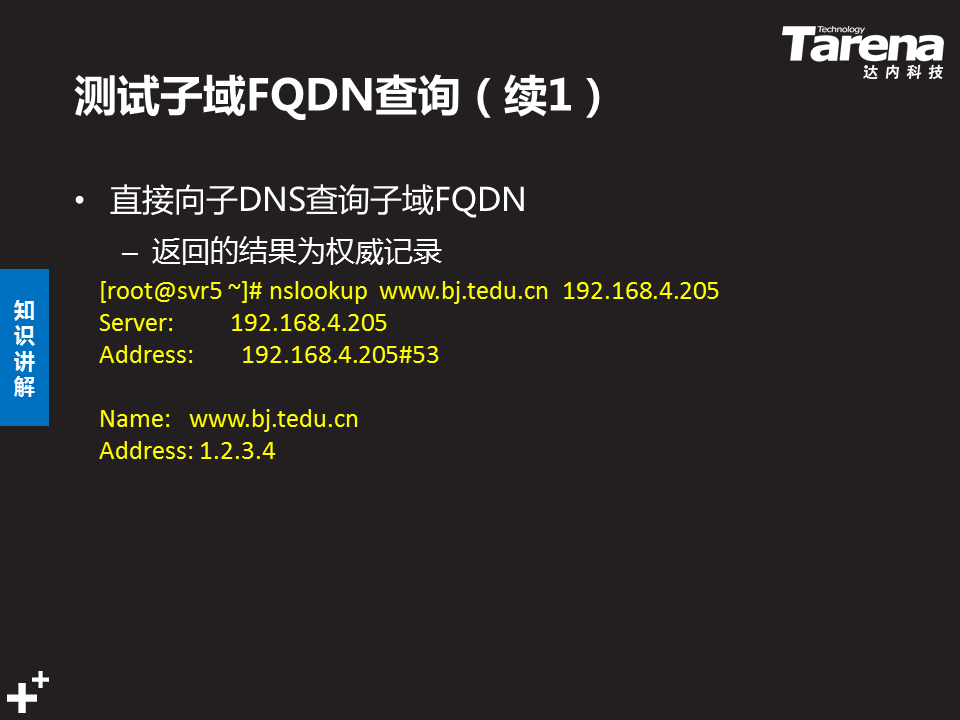 Technology
Tarena
达内科技
测试子域FQDN查询（续1）
• 直接向子DNS查询子域FQDN
– 返回的结果为权威记录
知识讲解
[root@svr5 ~]# nslookup www.bj.tedu.cn 192.168.4.205
Server: 192.168.4.205
Address: 192.168.4.205#53
Name: www.bj.tedu.cn
Address: 1.2.3.4